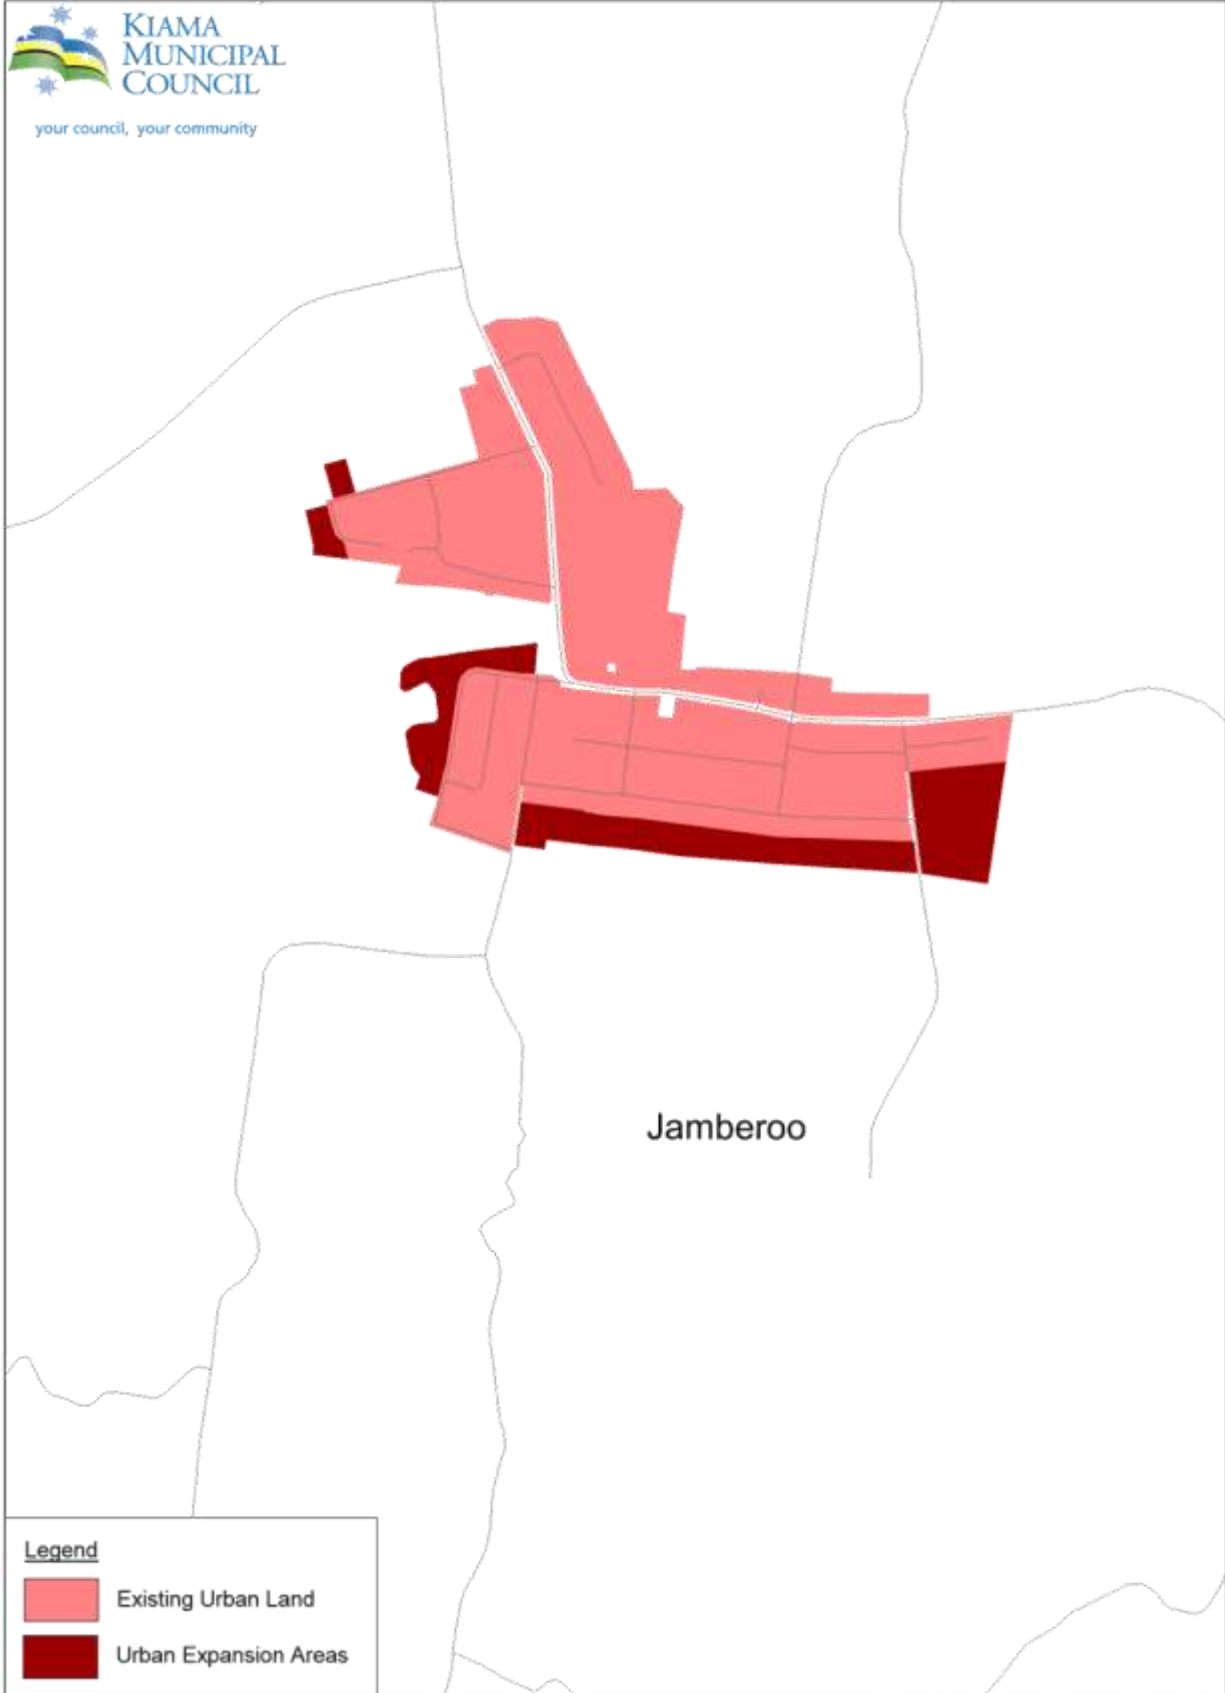 KIAMA
MUNICIPAL
COUNCIL
your council, your community
Jamberoo
Legend
Existing Urban Land
Urban Expansion Areas